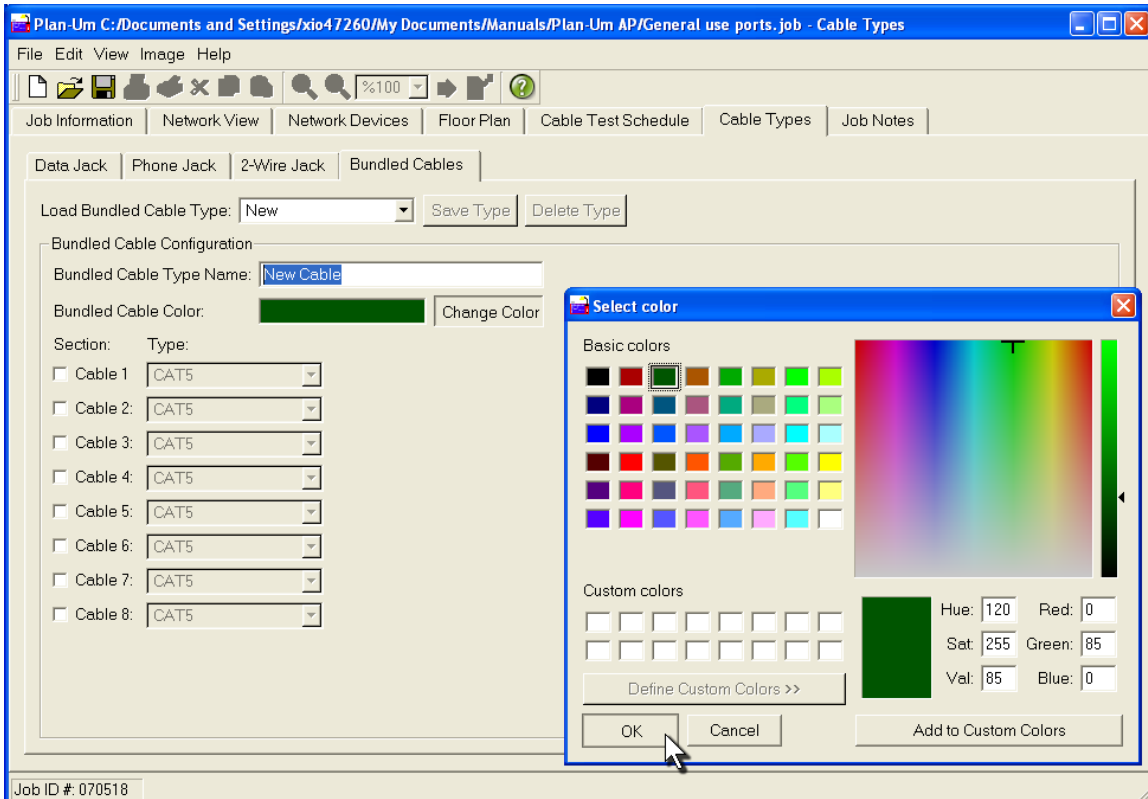 Plan-Um C:/Documents and Settings/xio47260/My Documents/Manuals/Plan-Um AP/General use ports.job - Cable Types
File Edit View Image Help
%100
Job Information Network View Network Devices Floor Plan Cable Test Schedule Cable Types Job Notes
Data Jack Phone Jack 2-Wire Jack Bundled Cables
Load Bundled Cable Type: New Save Type Delete Type
Bundled Cable Configuration
Bundled Cable Type Name: New Cable
Bundled Cable Color: Change Color
Section: Type:
Cable 1 CAT5
Cable 2: CAT5
Cable 3: CAT5
Cable 4: CAT5
Cable 5: CAT5
Cable 6: CAT5
Cable 7: CAT5
Cable 8: CAT5
Select color
Basic colors
Custom colors
Define Custom Colors >>
Hue: 120 Red: 0
Sat: 255 Green: 85
Val: 85 Blue: 0
OK Cancel Add to Custom Colors
Job ID #: 070518